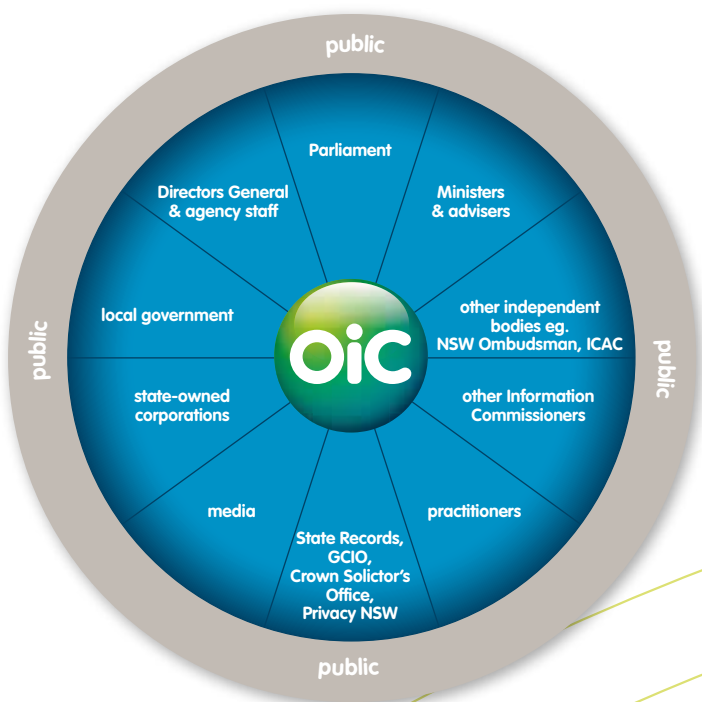 public
Parliament
Directors General
& agency staff
Ministers
& advisers
local government
other independent
bodies eg.
NSW Ombudsman, ICAC
public
OiC
public
state-owned
corporations
other Information
Commissioners
media
practitioners
State Records,
GCIO,
Crown Solictor's
Office,
Privacy NSW
public